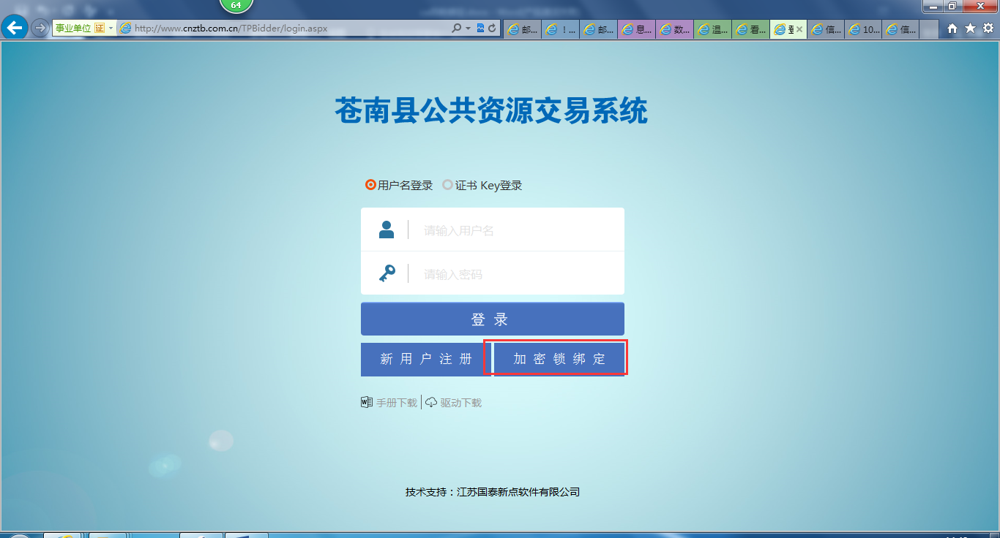 64
事业单位 证 http://www.cnztb.com.cn/TPBidder/login.aspx 邮... ！... 邮... 息... 数... 温... 看... 信... 10... 信...
苍南县公共资源交易系统
用户名登录 证书 Key登录
请输入用户名
请输入密码
登 录
新 用 户 注 册 加 密 锁 绑 定
手册下载 驱动下载
技术支持：江苏国泰新点软件有限公司